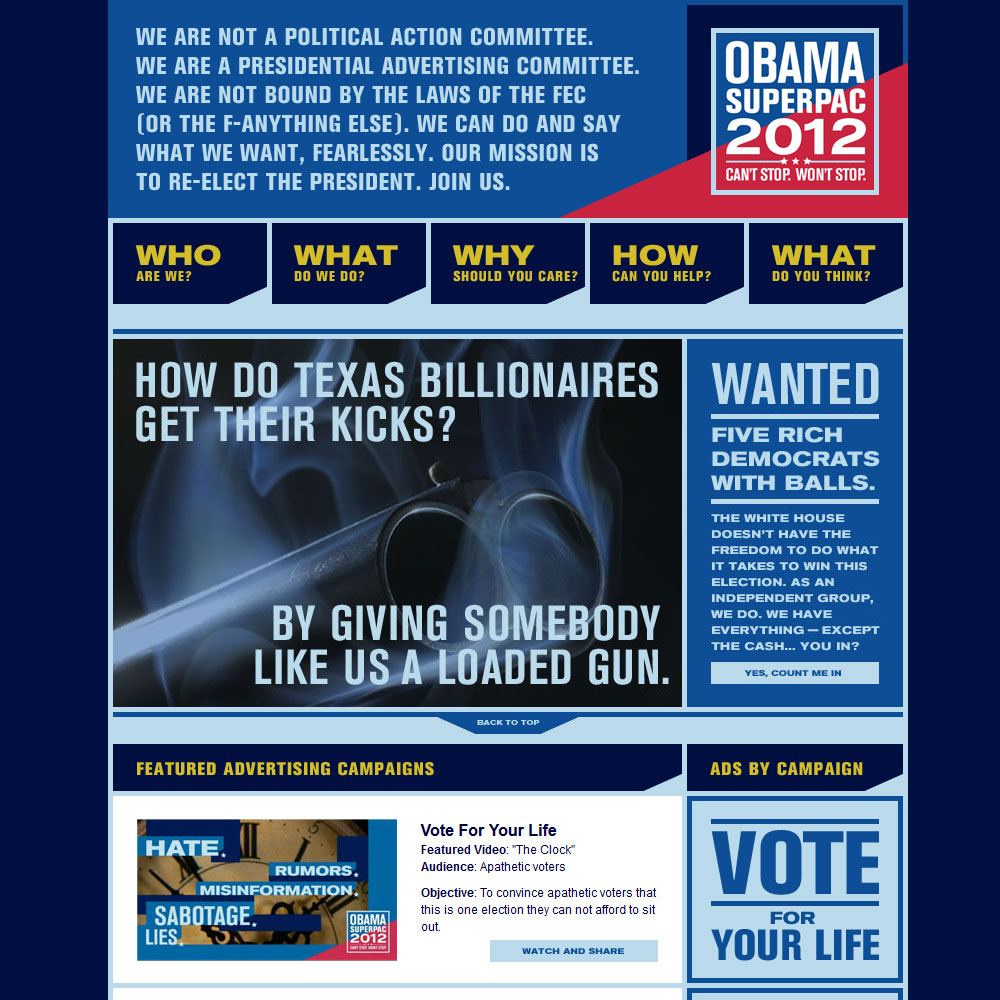 WE ARE NOT A POLITICAL ACTION COMMITTEE.
WE ARE A PRESIDENTIAL ADVERTISING COMMITTEE.
WE ARE NOT BOUND BY THE LAWS OF THE FEC
(OR THE F-ANYTHING ELSE). WE CAN DO AND SAY
WHAT WE WANT, FEARLESSLY. OUR MISSION IS
TO RE-ELECT THE PRESIDENT. JOIN US.
OBAMA
SUPERPAC
2012
CAN'T STOP. WON'T STOP.
WHO
ARE WE?
WHAT
DO WE DO?
WHY
SHOULD YOU CARE?
HOW
CAN YOU HELP?
WHAT
DO YOU THINK?
HOW DO TEXAS BILLIONAIRES
GET THEIR KICKS?
BY GIVING SOMEBODY
LIKE US A LOADED GUN.
WANTED
FIVE RICH
DEMOCRATS
WITH BALLS.
THE WHITE HOUSE
DOESN'T HAVE THE
FREEDOM TO DO WHAT
IT TAKES TO WIN THIS
ELECTION. AS AN
INDEPENDENT GROUP,
WE DO. WE HAVE
EVERYTHING — EXCEPT
THE CASH... YOU IN?
YES, COUNT ME IN
BACK TO TOP
FEATURED ADVERTISING CAMPAIGNS
HATE.
RUMORS.
MISINFORMATION.
SABOTAGE.
LIES.
OBAMA
SUPERPAC
2012
CAN'T STOP. WON'T STOP.
Vote For Your Life
Featured Video: "The Clock"
Audience: Apathetic voters
Objective: To convince apathetic voters that
this is one election they can not afford to sit
out.
WATCH AND SHARE
ADS BY CAMPAIGN
VOTE
FOR
YOUR LIFE